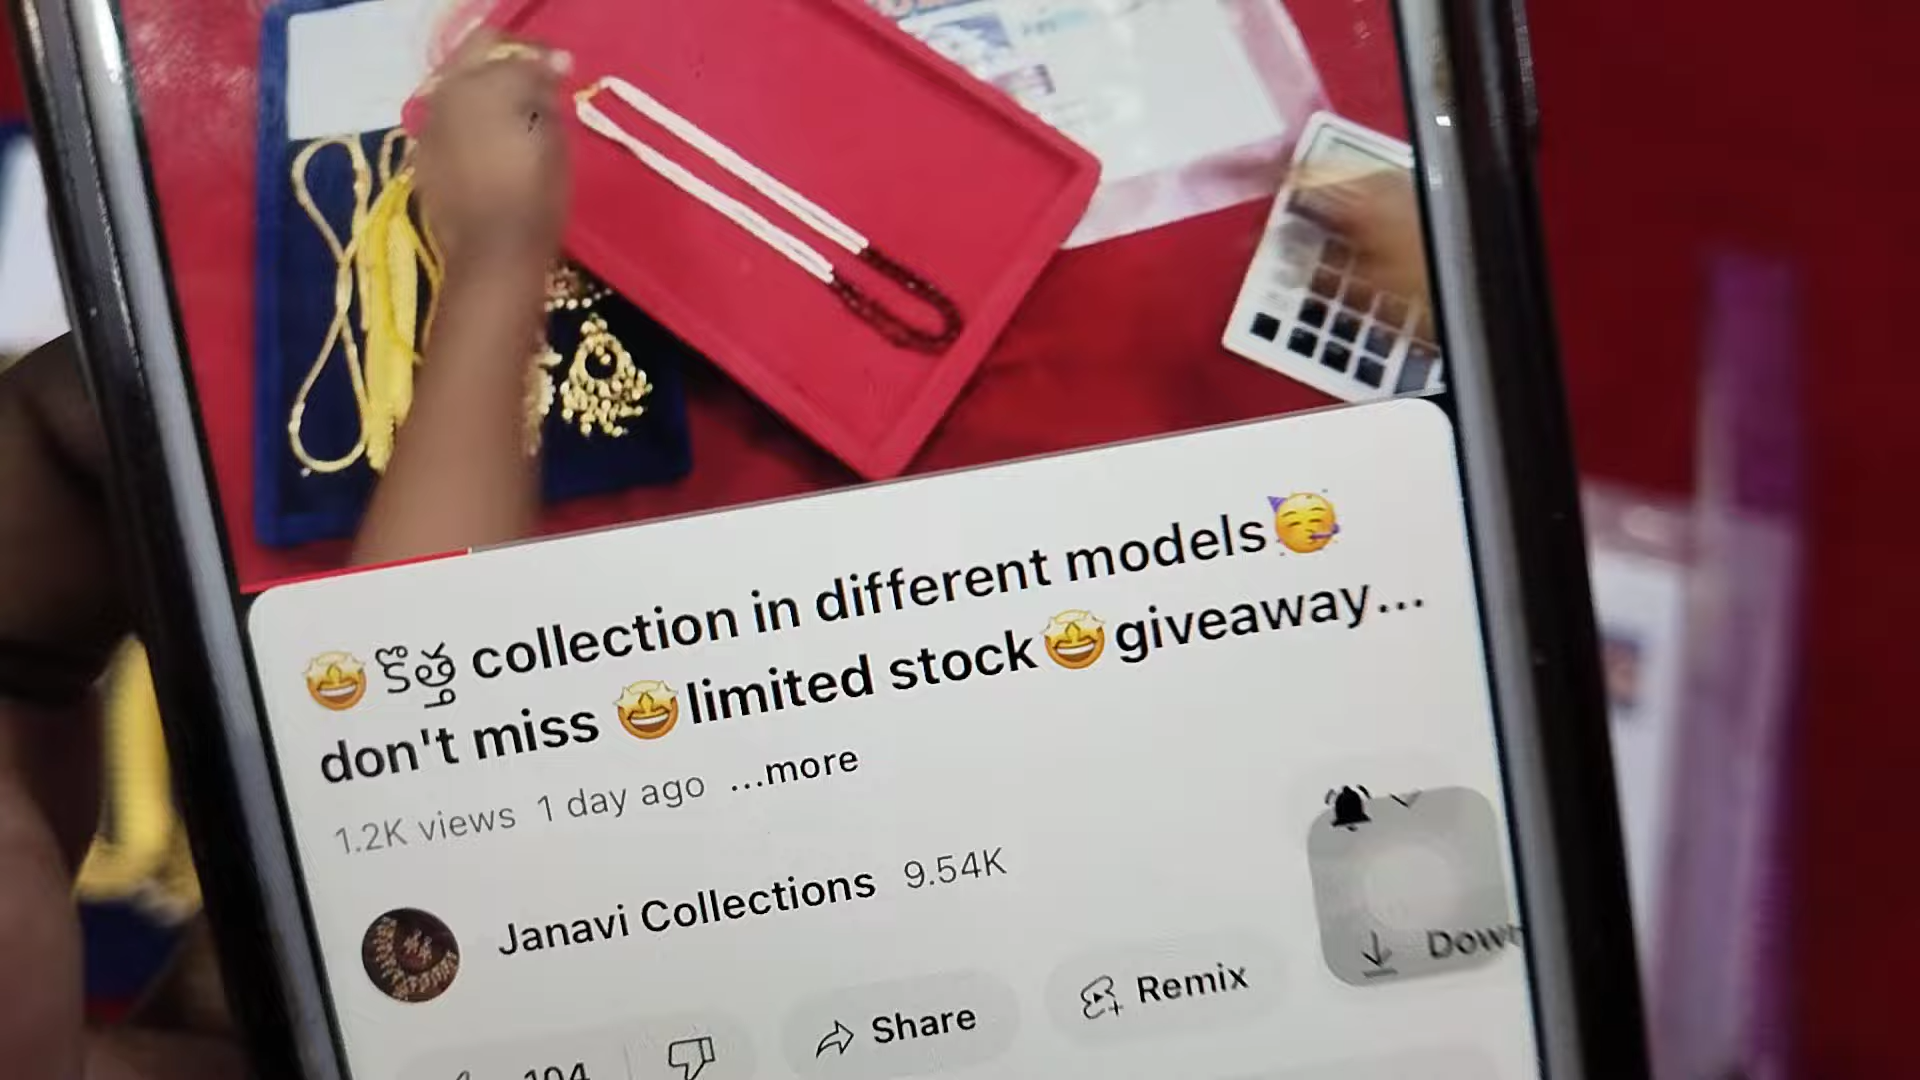 🤩కొత్త collection in different models🥳
don't miss 🤩limited stock🤩giveaway...
1.2K views 1 day ago ...more
Janavi Collections 9.54K
104
Share
Remix